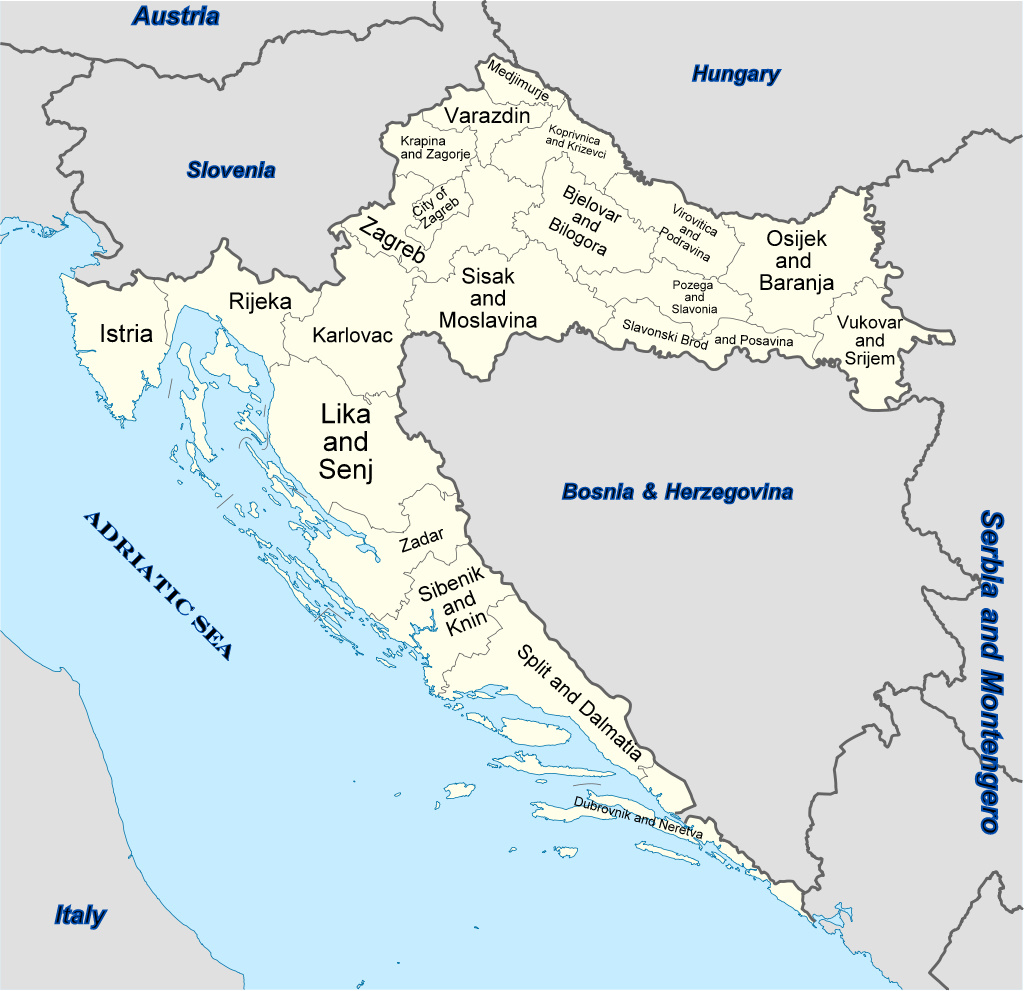 Austria
Hungary
Slovenia
Medjimurje
Varazdin
Koprivnica
and Krizevci
Krapina
and Zagorje
City of
Zagreb
Zagreb
Bjelovar
and
Bilogora
Virovitica
and
Podravina
Osijek
and
Baranja
Sisak
and
Moslavina
Pozega
and
Slavonia
Rijeka
Istria
Karlovac
Slavonski Brod
and Posavina
Vukovar
and
Srijem
Lika
and
Senj
Bosnia & Herzegovina
Zadar
Sibenik
and
Knin
Split and Dalmatia
Dubrovnik and Neretva
ADRIATIC SEA
Serbia and Montengero
Italy